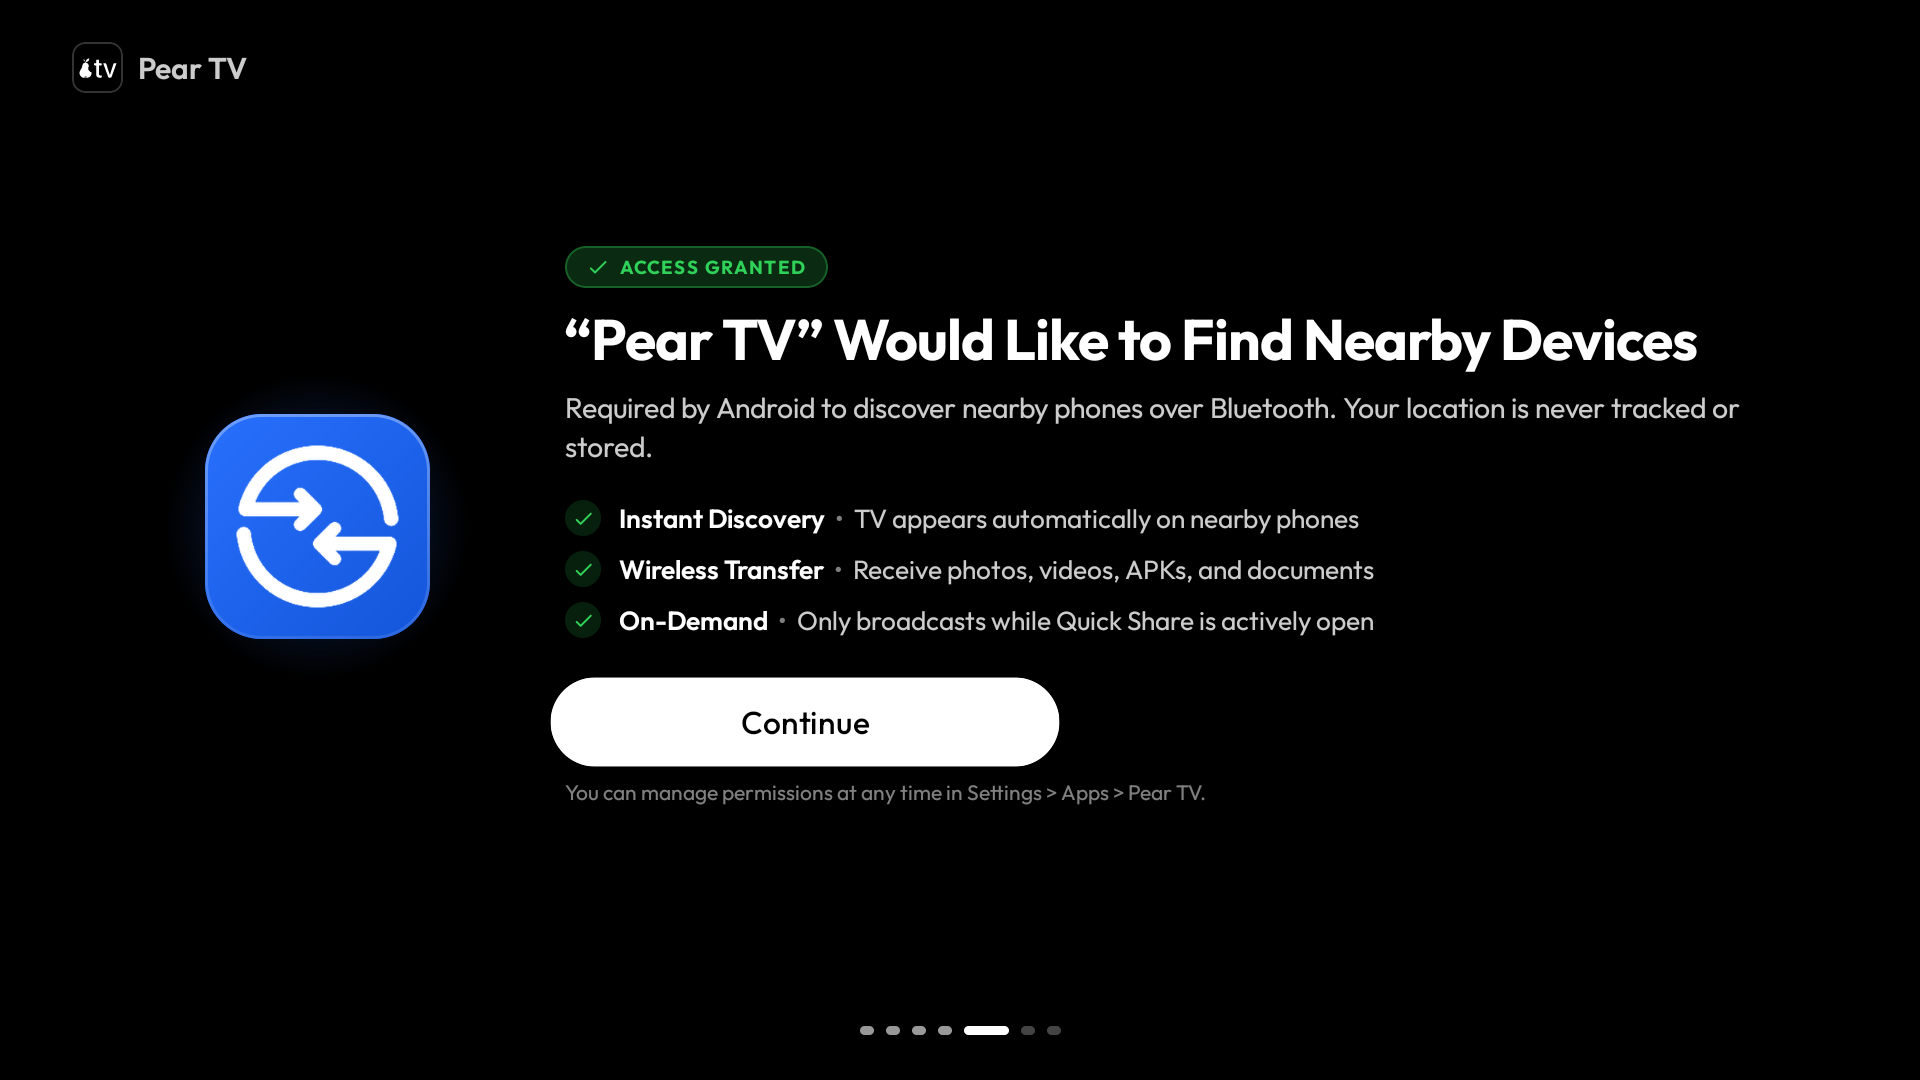 tv Pear TV
ACCESS GRANTED
“Pear TV” Would Like to Find Nearby Devices
Required by Android to discover nearby phones over Bluetooth. Your location is never tracked or
stored.
Instant Discovery • TV appears automatically on nearby phones
Wireless Transfer • Receive photos, videos, APKs, and documents
On-Demand • Only broadcasts while Quick Share is actively open
Continue
You can manage permissions at any time in Settings > Apps > Pear TV.